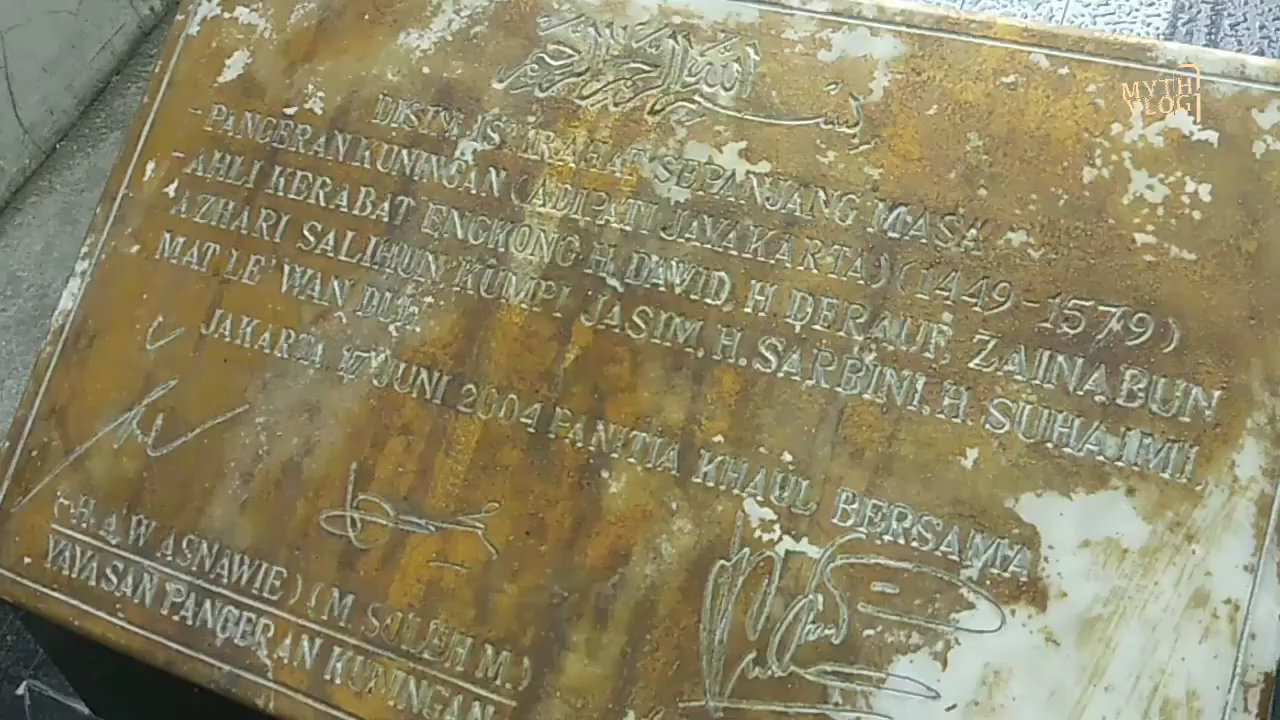 بسم الله الرحمن الرحيم
MYTH
VLOG
DISINI ISTIRAHAT SEPANJANG MASA
- PANGERAN KUNINGAN (ADIPATI JAYAKARTA) (1449-1579)
- AHLI KERABAT ENGKONG H. DAWID, H DERAUF, ZAINABUN
AZHARI SALIHUN KUMPI JASIM, H. SARBINI, H. SUHAIMI,
MAT LE' WAN
JAKARTA, 17 JUNI 2004 PANITIA KHAUL BERSAMA
(H. A W ASNAWIE) (M SOLEH M.)
YAYASAN PANGERAN KUNINGAN